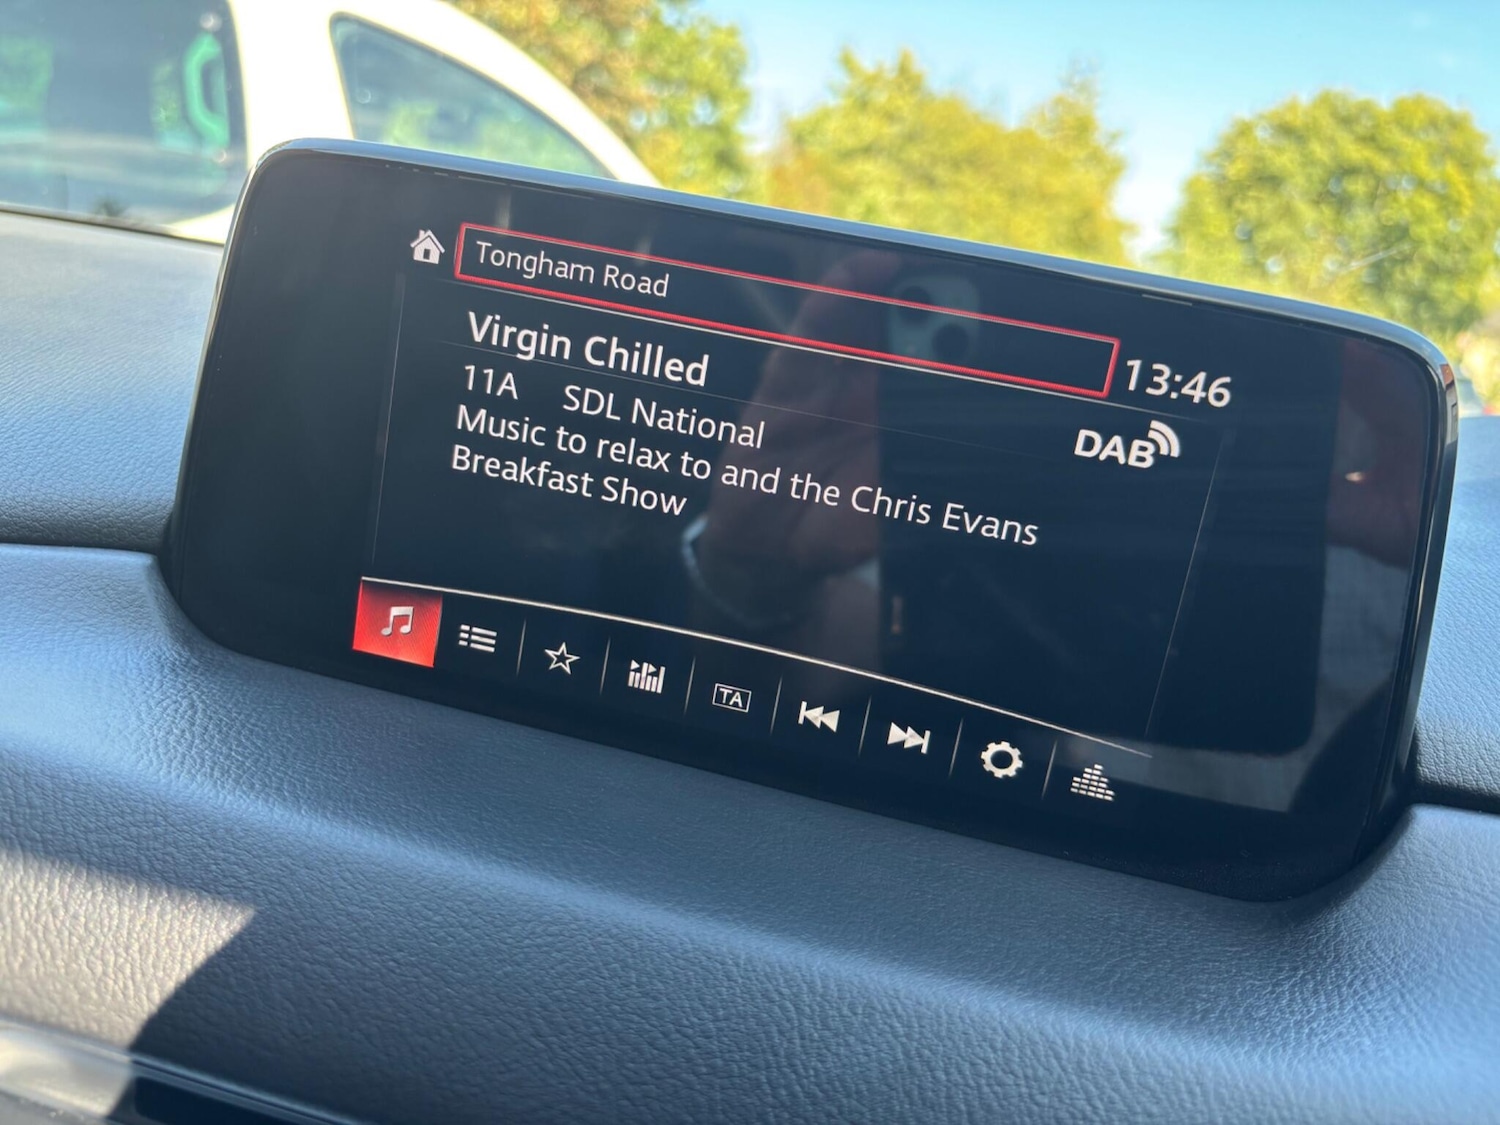 Tongham Road
13:46
Virgin Chilled
DAB
11A SDL National
Music to relax to and the Chris Evans
Breakfast Show
TA